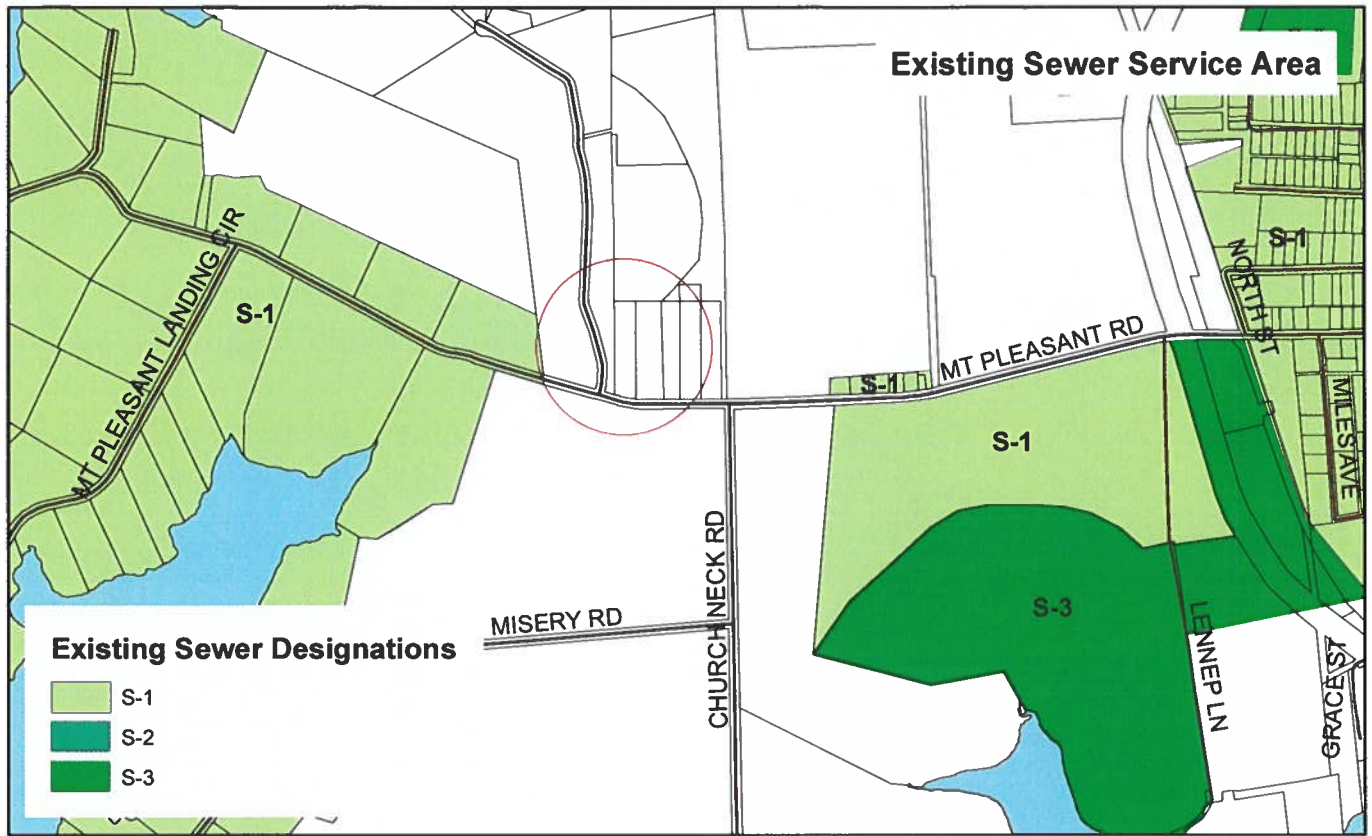 Existing Sewer Service Area
MT PLEASANT LANDING CIR
S-1
S-1
NORTH ST
MT PLEASANT RD
S-1
MILES AVE
S-1
CHURCH NECK RD
MISERY RD
S-3
LENNEP LN
GRACE ST
Existing Sewer Designations
S-1
S-2
S-3